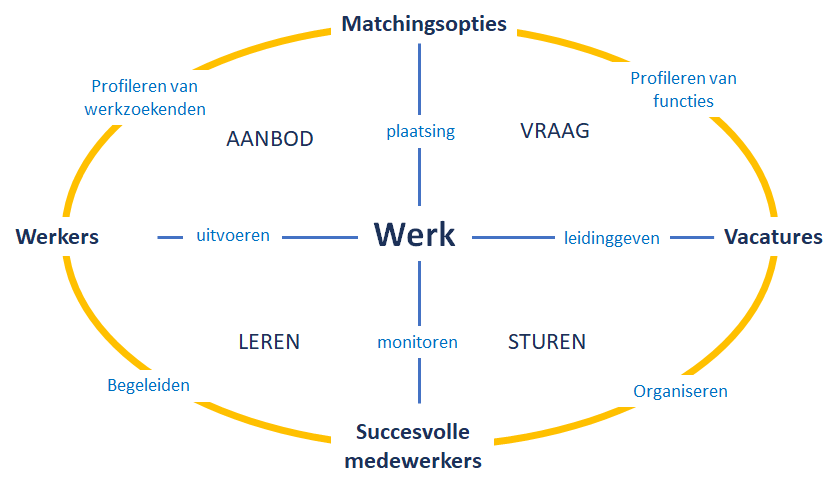 Matchingsopties
Profileren van
werkzoekenden
Profileren van
functies
AANBOD
plaatsing
VRAAG
Werkers
uitvoeren
Werk
leidinggeven
Vacatures
LEREN
monitoren
STUREN
Begeleiden
Organiseren
Succesvolle
medewerkers